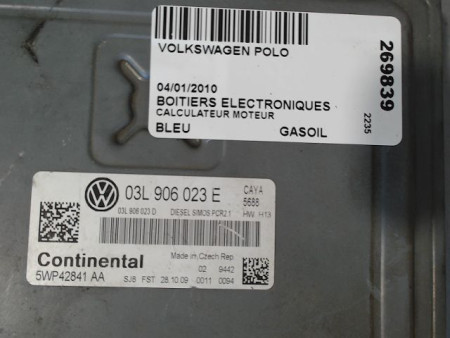 VOLKSWAGEN POLO
04/01/2010
BOITIERS ELECTRONIQUES
CALCULATEUR MOTEUR
BLEU GASOIL
269839
2235
03L 906 023 E CAYA
5688
03L 906 023 D DIESEL SIMOS PCR2.1 HW H13
Continental Made in Czech Rep.
02 9442
5WP42841 AA SJ8 FST 28.10.09 0011 0094